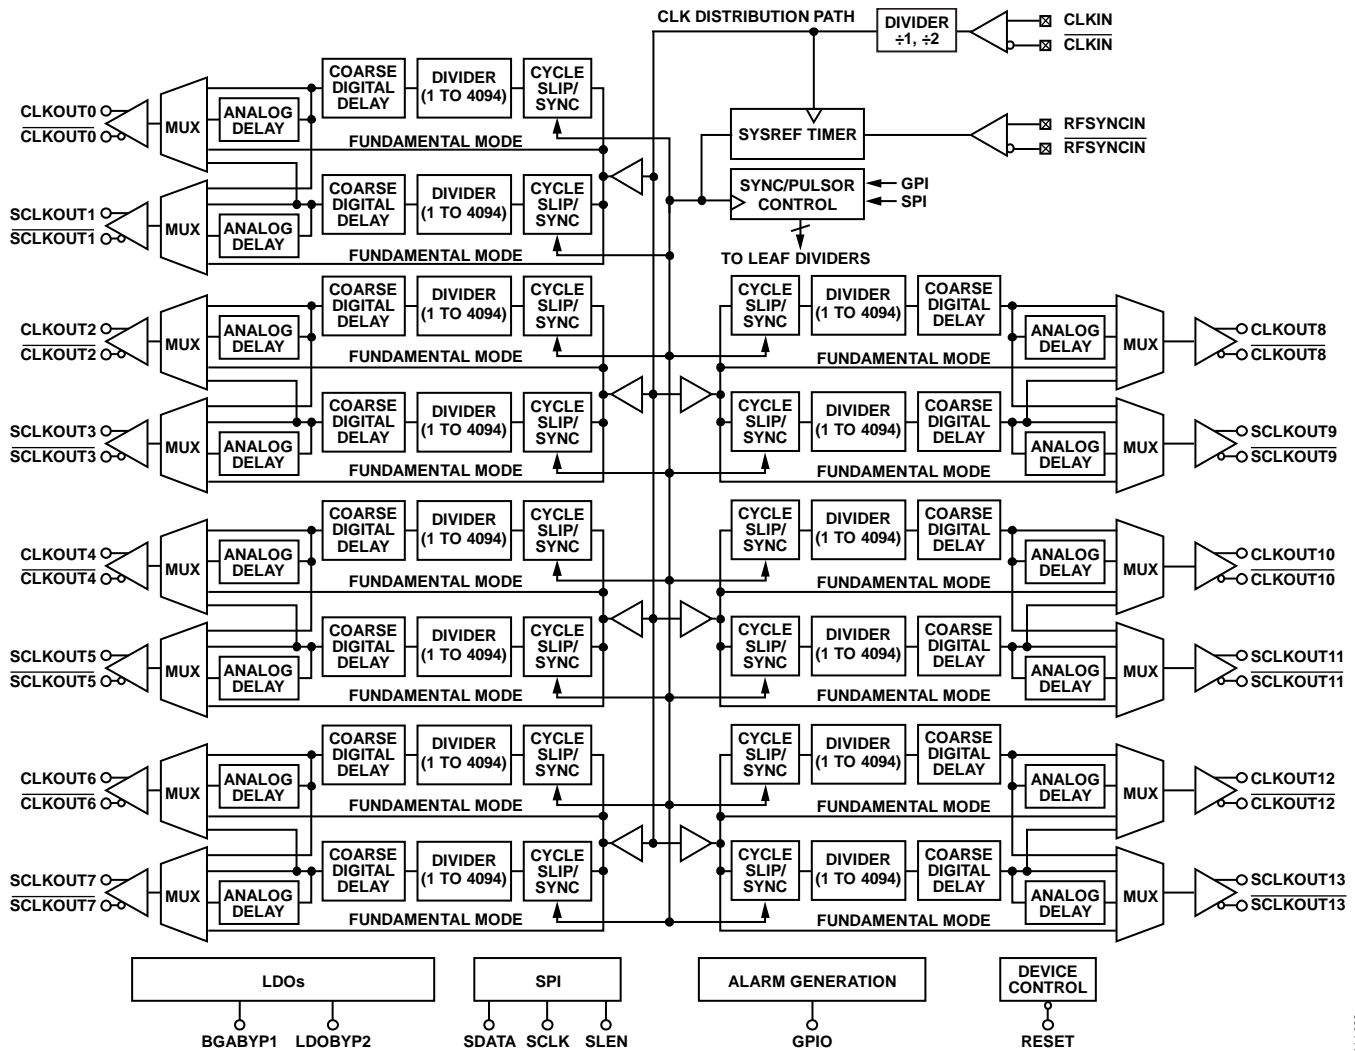 CLK DISTRIBUTION PATH
DIVIDER
÷1, ÷2
CLKIN
CLKIN
SYSREF TIMER
RFSYNCIN
RFSYNCIN
SYNC/PULSOR
CONTROL
GPI
SPI
TO LEAF DIVIDERS
CLKOUT0
CLKOUT0
MUX
ANALOG
DELAY
COARSE
DIGITAL
DELAY
DIVIDER
(1 TO 4094)
CYCLE
SLIP/
SYNC
FUNDAMENTAL MODE
SCLKOUT1
SCLKOUT1
MUX
ANALOG
DELAY
COARSE
DIGITAL
DELAY
DIVIDER
(1 TO 4094)
CYCLE
SLIP/
SYNC
FUNDAMENTAL MODE
CLKOUT2
CLKOUT2
MUX
ANALOG
DELAY
COARSE
DIGITAL
DELAY
DIVIDER
(1 TO 4094)
CYCLE
SLIP/
SYNC
FUNDAMENTAL MODE
CYCLE
SLIP/
SYNC
DIVIDER
(1 TO 4094)
COARSE
DIGITAL
DELAY
ANALOG
DELAY
MUX
CLKOUT8
CLKOUT8
FUNDAMENTAL MODE
SCLKOUT3
SCLKOUT3
MUX
ANALOG
DELAY
COARSE
DIGITAL
DELAY
DIVIDER
(1 TO 4094)
CYCLE
SLIP/
SYNC
FUNDAMENTAL MODE
CYCLE
SLIP/
SYNC
DIVIDER
(1 TO 4094)
COARSE
DIGITAL
DELAY
ANALOG
DELAY
MUX
SCLKOUT9
SCLKOUT9
FUNDAMENTAL MODE
CLKOUT4
CLKOUT4
MUX
ANALOG
DELAY
COARSE
DIGITAL
DELAY
DIVIDER
(1 TO 4094)
CYCLE
SLIP/
SYNC
FUNDAMENTAL MODE
CYCLE
SLIP/
SYNC
DIVIDER
(1 TO 4094)
COARSE
DIGITAL
DELAY
ANALOG
DELAY
MUX
CLKOUT10
CLKOUT10
FUNDAMENTAL MODE
SCLKOUT5
SCLKOUT5
MUX
ANALOG
DELAY
COARSE
DIGITAL
DELAY
DIVIDER
(1 TO 4094)
CYCLE
SLIP/
SYNC
FUNDAMENTAL MODE
CYCLE
SLIP/
SYNC
DIVIDER
(1 TO 4094)
COARSE
DIGITAL
DELAY
ANALOG
DELAY
MUX
SCLKOUT11
SCLKOUT11
FUNDAMENTAL MODE
CLKOUT6
CLKOUT6
MUX
ANALOG
DELAY
COARSE
DIGITAL
DELAY
DIVIDER
(1 TO 4094)
CYCLE
SLIP/
SYNC
FUNDAMENTAL MODE
CYCLE
SLIP/
SYNC
DIVIDER
(1 TO 4094)
COARSE
DIGITAL
DELAY
ANALOG
DELAY
MUX
CLKOUT12
CLKOUT12
FUNDAMENTAL MODE
SCLKOUT7
SCLKOUT7
MUX
ANALOG
DELAY
COARSE
DIGITAL
DELAY
DIVIDER
(1 TO 4094)
CYCLE
SLIP/
SYNC
FUNDAMENTAL MODE
CYCLE
SLIP/
SYNC
DIVIDER
(1 TO 4094)
COARSE
DIGITAL
DELAY
ANALOG
DELAY
MUX
SCLKOUT13
SCLKOUT13
FUNDAMENTAL MODE
LDOs
BGABYP1
LDOBYP2
SPI
SDATA
SCLK
SLEN
ALARM GENERATION
GPIO
DEVICE
CONTROL
RESET